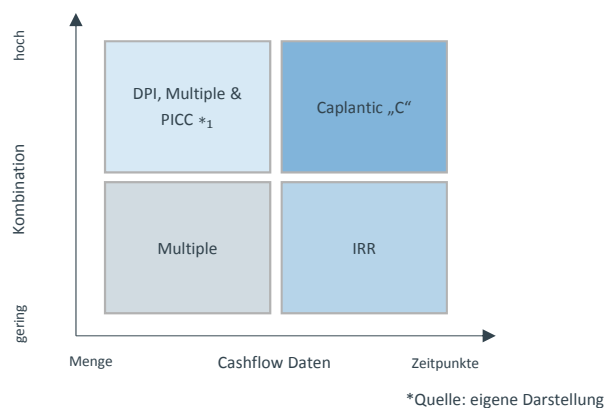 hoch
DPI, Multiple &
PICC *1
Caplantic „C“
Kombination
Multiple
IRR
gering
Menge
Cashflow Daten
Zeitpunkte
*Quelle: eigene Darstellung